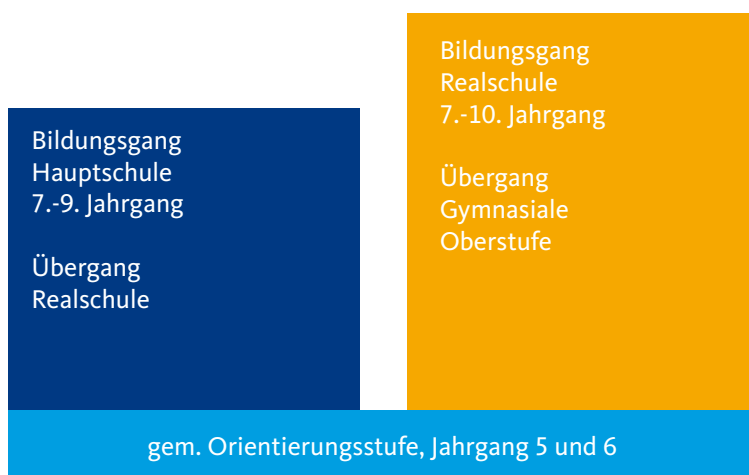 Bildungsgang
Hauptschule
7.-9. Jahrgang
Übergang
Realschule
Bildungsgang
Realschule
7.-10. Jahrgang
Übergang
Gymnasiale
Oberstufe
gem. Orientierungsstufe, Jahrgang 5 und 6